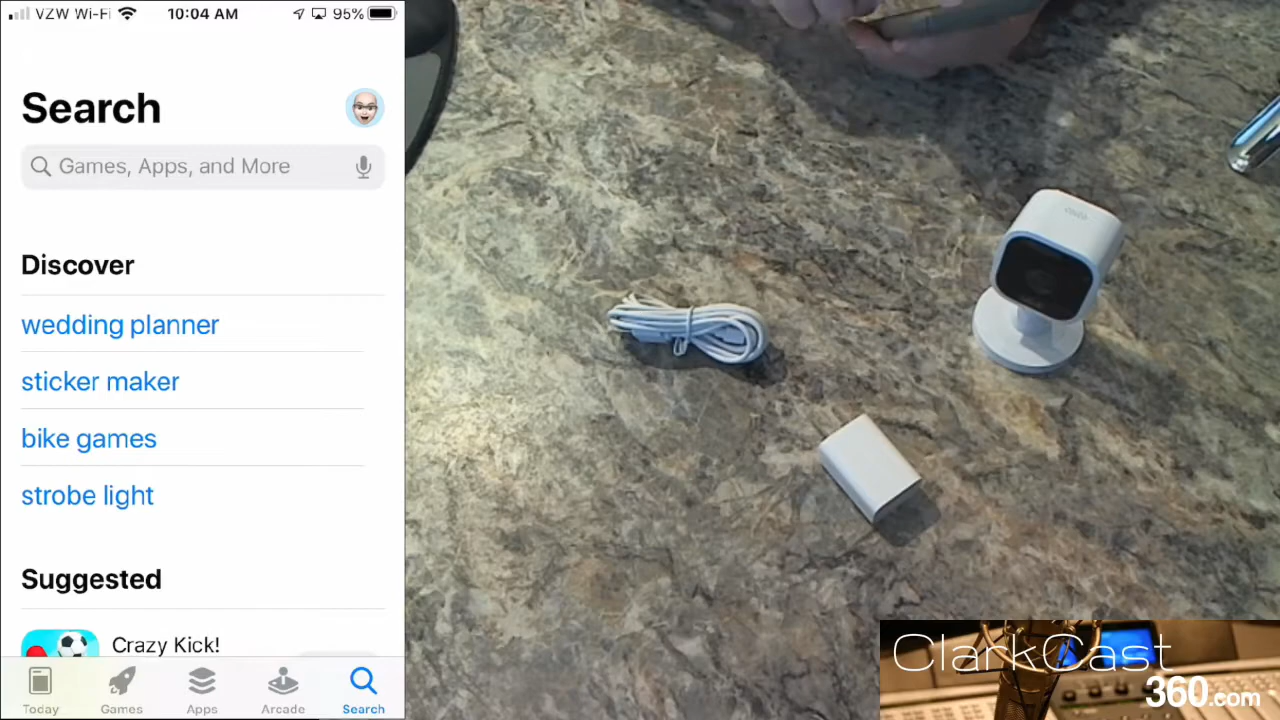 VZW Wi-Fi 10:04 AM 95%
Search
Games, Apps, and More
Discover
wedding planner
sticker maker
bike games
strobe light
Suggested
Crazy Kick!
Today Games Apps Arcade Search
ClarkCast
360.com